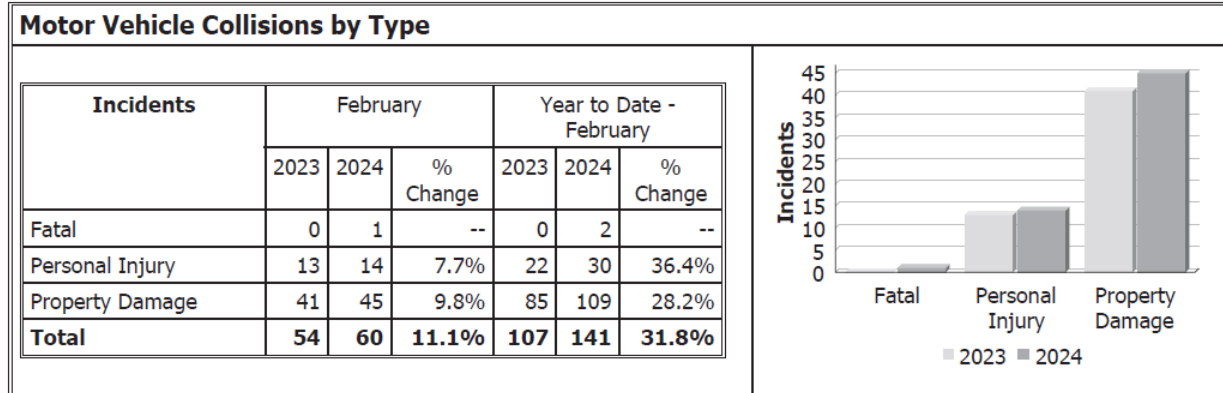 Motor Vehicle Collisions by Type
Incidents February Year to Date -
February
2023 2024 % Change 2023 2024 % Change
Fatal 0 1 -- 0 2 --
Personal Injury 13 14 7.7% 22 30 36.4%
Property Damage 41 45 9.8% 85 109 28.2%
Total 54 60 11.1% 107 141 31.8%
Incidents
45
40
35
30
25
20
15
10
5
0
Fatal Personal Property
Injury Damage
2023 2024